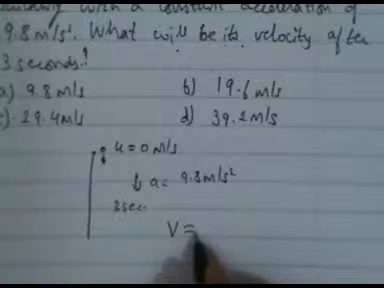 building with a constant acceleration of
9.8 m/s². What will be its velocity after
3 seconds?
a) 9.8 m/s b) 19.6 m/s
c) 29.4 m/s d) 39.2 m/s
u = 0 m/s
↓ a = 9.8 m/s²
3 sec
V =